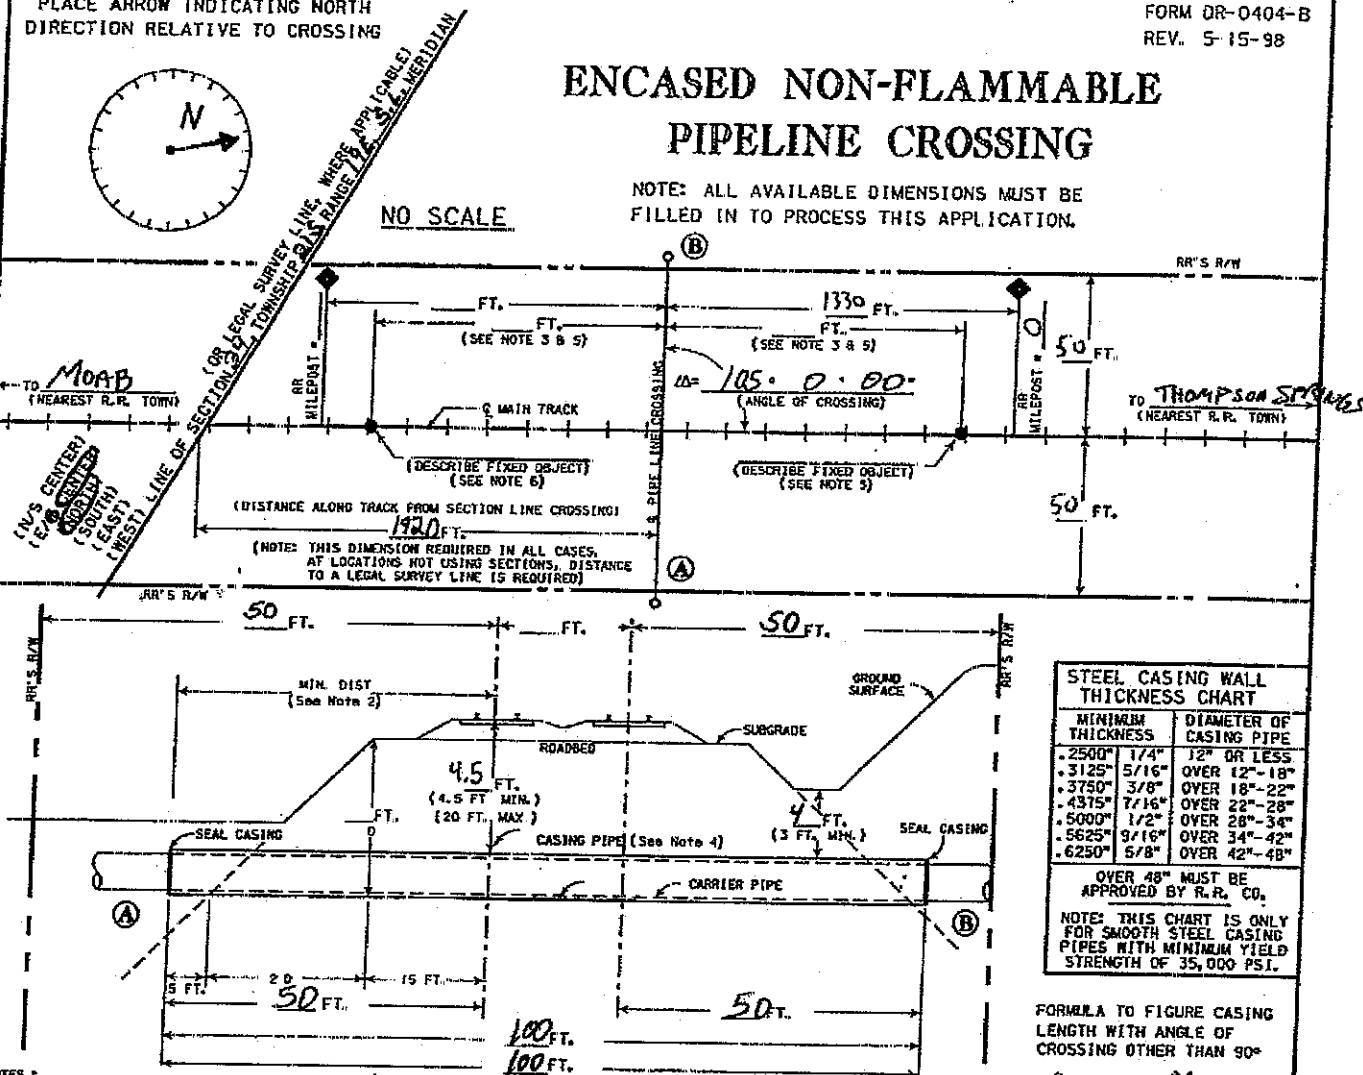 PLACE ARROW INDICATING NORTH
DIRECTION RELATIVE TO CROSSING
FORM DR-0404-B
REV. 5-15-98
ENCASED NON-FLAMMABLE
PIPELINE CROSSING
NOTE: ALL AVAILABLE DIMENSIONS MUST BE
FILLED IN TO PROCESS THIS APPLICATION.
N
NO SCALE
(OR LEGAL SURVEY LINE, WHERE APPLICABLE)
(N/S CENTER)
(E/W CENTER)
(NORTH)
(SOUTH)
(EAST)
(WEST) LINE OF SECTION 34, TOWNSHIP 21S RANGE 19E, S.L. MERIDIAN
B
RR'S R/W
FT.
1330 FT.
FT.
(SEE NOTE 3 & 5)
FT.
(SEE NOTE 3 & 5)
RR
MILEPOST #
RR
MILEPOST # 0
50 FT.
105 · 0 · 00
(ANGLE OF CROSSING)
TO MOAB
(NEAREST R.R. TOWN)
TO THOMPSON SPRINGS
(NEAREST R.R. TOWN)
℄ MAIN TRACK
℄ PIPE LINE CROSSING
(DESCRIBE FIXED OBJECT)
(SEE NOTE 6)
(DESCRIBE FIXED OBJECT)
(SEE NOTE 5)
50 FT.
(DISTANCE ALONG TRACK FROM SECTION LINE CROSSING)
1920 FT.
(NOTE: THIS DIMENSION REQUIRED IN ALL CASES,
AT LOCATIONS NOT USING SECTIONS, DISTANCE
TO A LEGAL SURVEY LINE IS REQUIRED)
A
RR'S R/W
50 FT.
FT.
50 FT.
RR'S R/W
RR'S R/W
MIN. DIST
(See Note 2)
GROUND
SURFACE
SUBGRADE
ROADBED
4.5 FT.
(4.5 FT MIN.)
(20 FT. MAX.)
FT.
D
4 FT.
(3 FT. MIN.)
SEAL CASING
CASING PIPE (See Note 4)
SEAL CASING
CARRIER PIPE
A
B
5 FT.
2 D
15 FT.
50 FT.
50 FT.
100 FT.
100 FT.
STEEL CASING WALL
THICKNESS CHART
MINIMUM THICKNESS DIAMETER OF CASING PIPE
.2500" 1/4" 12" OR LESS
.3125" 5/16" OVER 12"-18"
.3750" 3/8" OVER 18"-22"
.4375" 7/16" OVER 22"-28"
.5000" 1/2" OVER 28"-34"
.5625" 9/16" OVER 34"-42"
.6250" 5/8" OVER 42"-48"
OVER 48" MUST BE
APPROVED BY R.R. CO.
NOTE: THIS CHART IS ONLY
FOR SMOOTH STEEL CASING
PIPES WITH MINIMUM YIELD
STRENGTH OF 35,000 PSI.
FORMULA TO FIGURE CASING
LENGTH WITH ANGLE OF
CROSSING OTHER THAN 90°